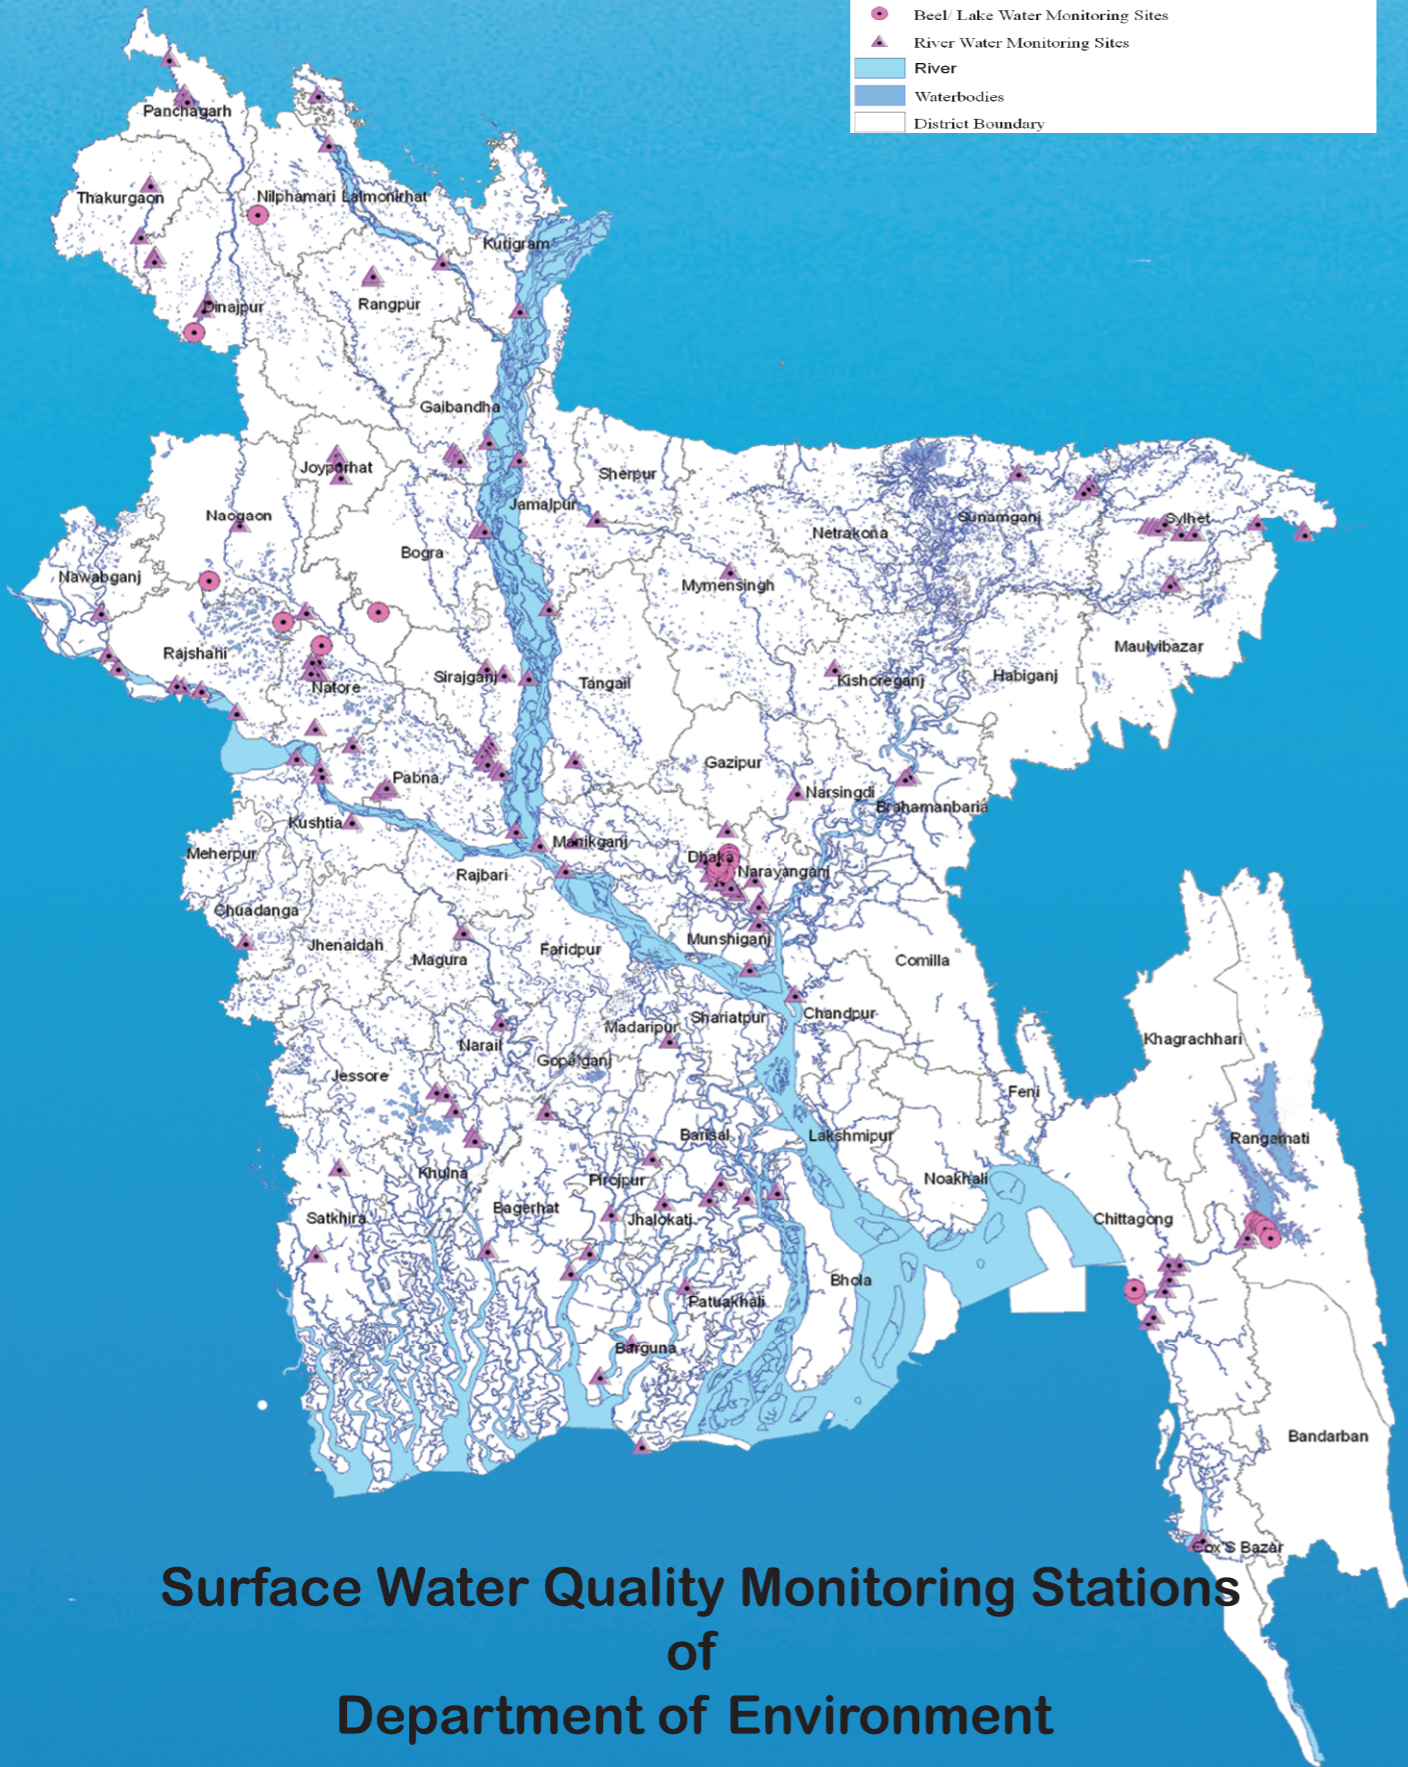 Beel/ Lake Water Monitoring Sites
River Water Monitoring Sites
River
Waterbodies
District Boundary
Panchagarh
Thakurgaon
Nilphamari Lalmonirhat
Kurigram
Dinajpur
Rangpur
Gaibandha
Joypurhat
Sherpur
Jamalpur
Naogaon
Netrakona
Sunamganj
Sylhet
Bogra
Nawabganj
Mymensingh
Maulvibazar
Rajshahi
Natore
Sirajganj
Tangail
Kishoreganj
Habiganj
Gazipur
Pabna
Narsingdi
Brahamanbaria
Kushtia
Manikganj
Meherpur
Dhaka
Narayanganj
Rajbari
Chuadanga
Jhenaidah
Magura
Faridpur
Munshiganj
Comilla
Shariatpur
Chandpur
Madaripur
Khagrachhari
Narail
Gopalganj
Jessore
Feni
Barisal
Lakshmipur
Rangamati
Khulna
Pirojpur
Noakhali
Bagerhat
Satkhira
Jhalokati
Chittagong
Bhola
Patuakhali
Barguna
Bandarban
Cox'S Bazar
Surface Water Quality Monitoring Stations
of
Department of Environment